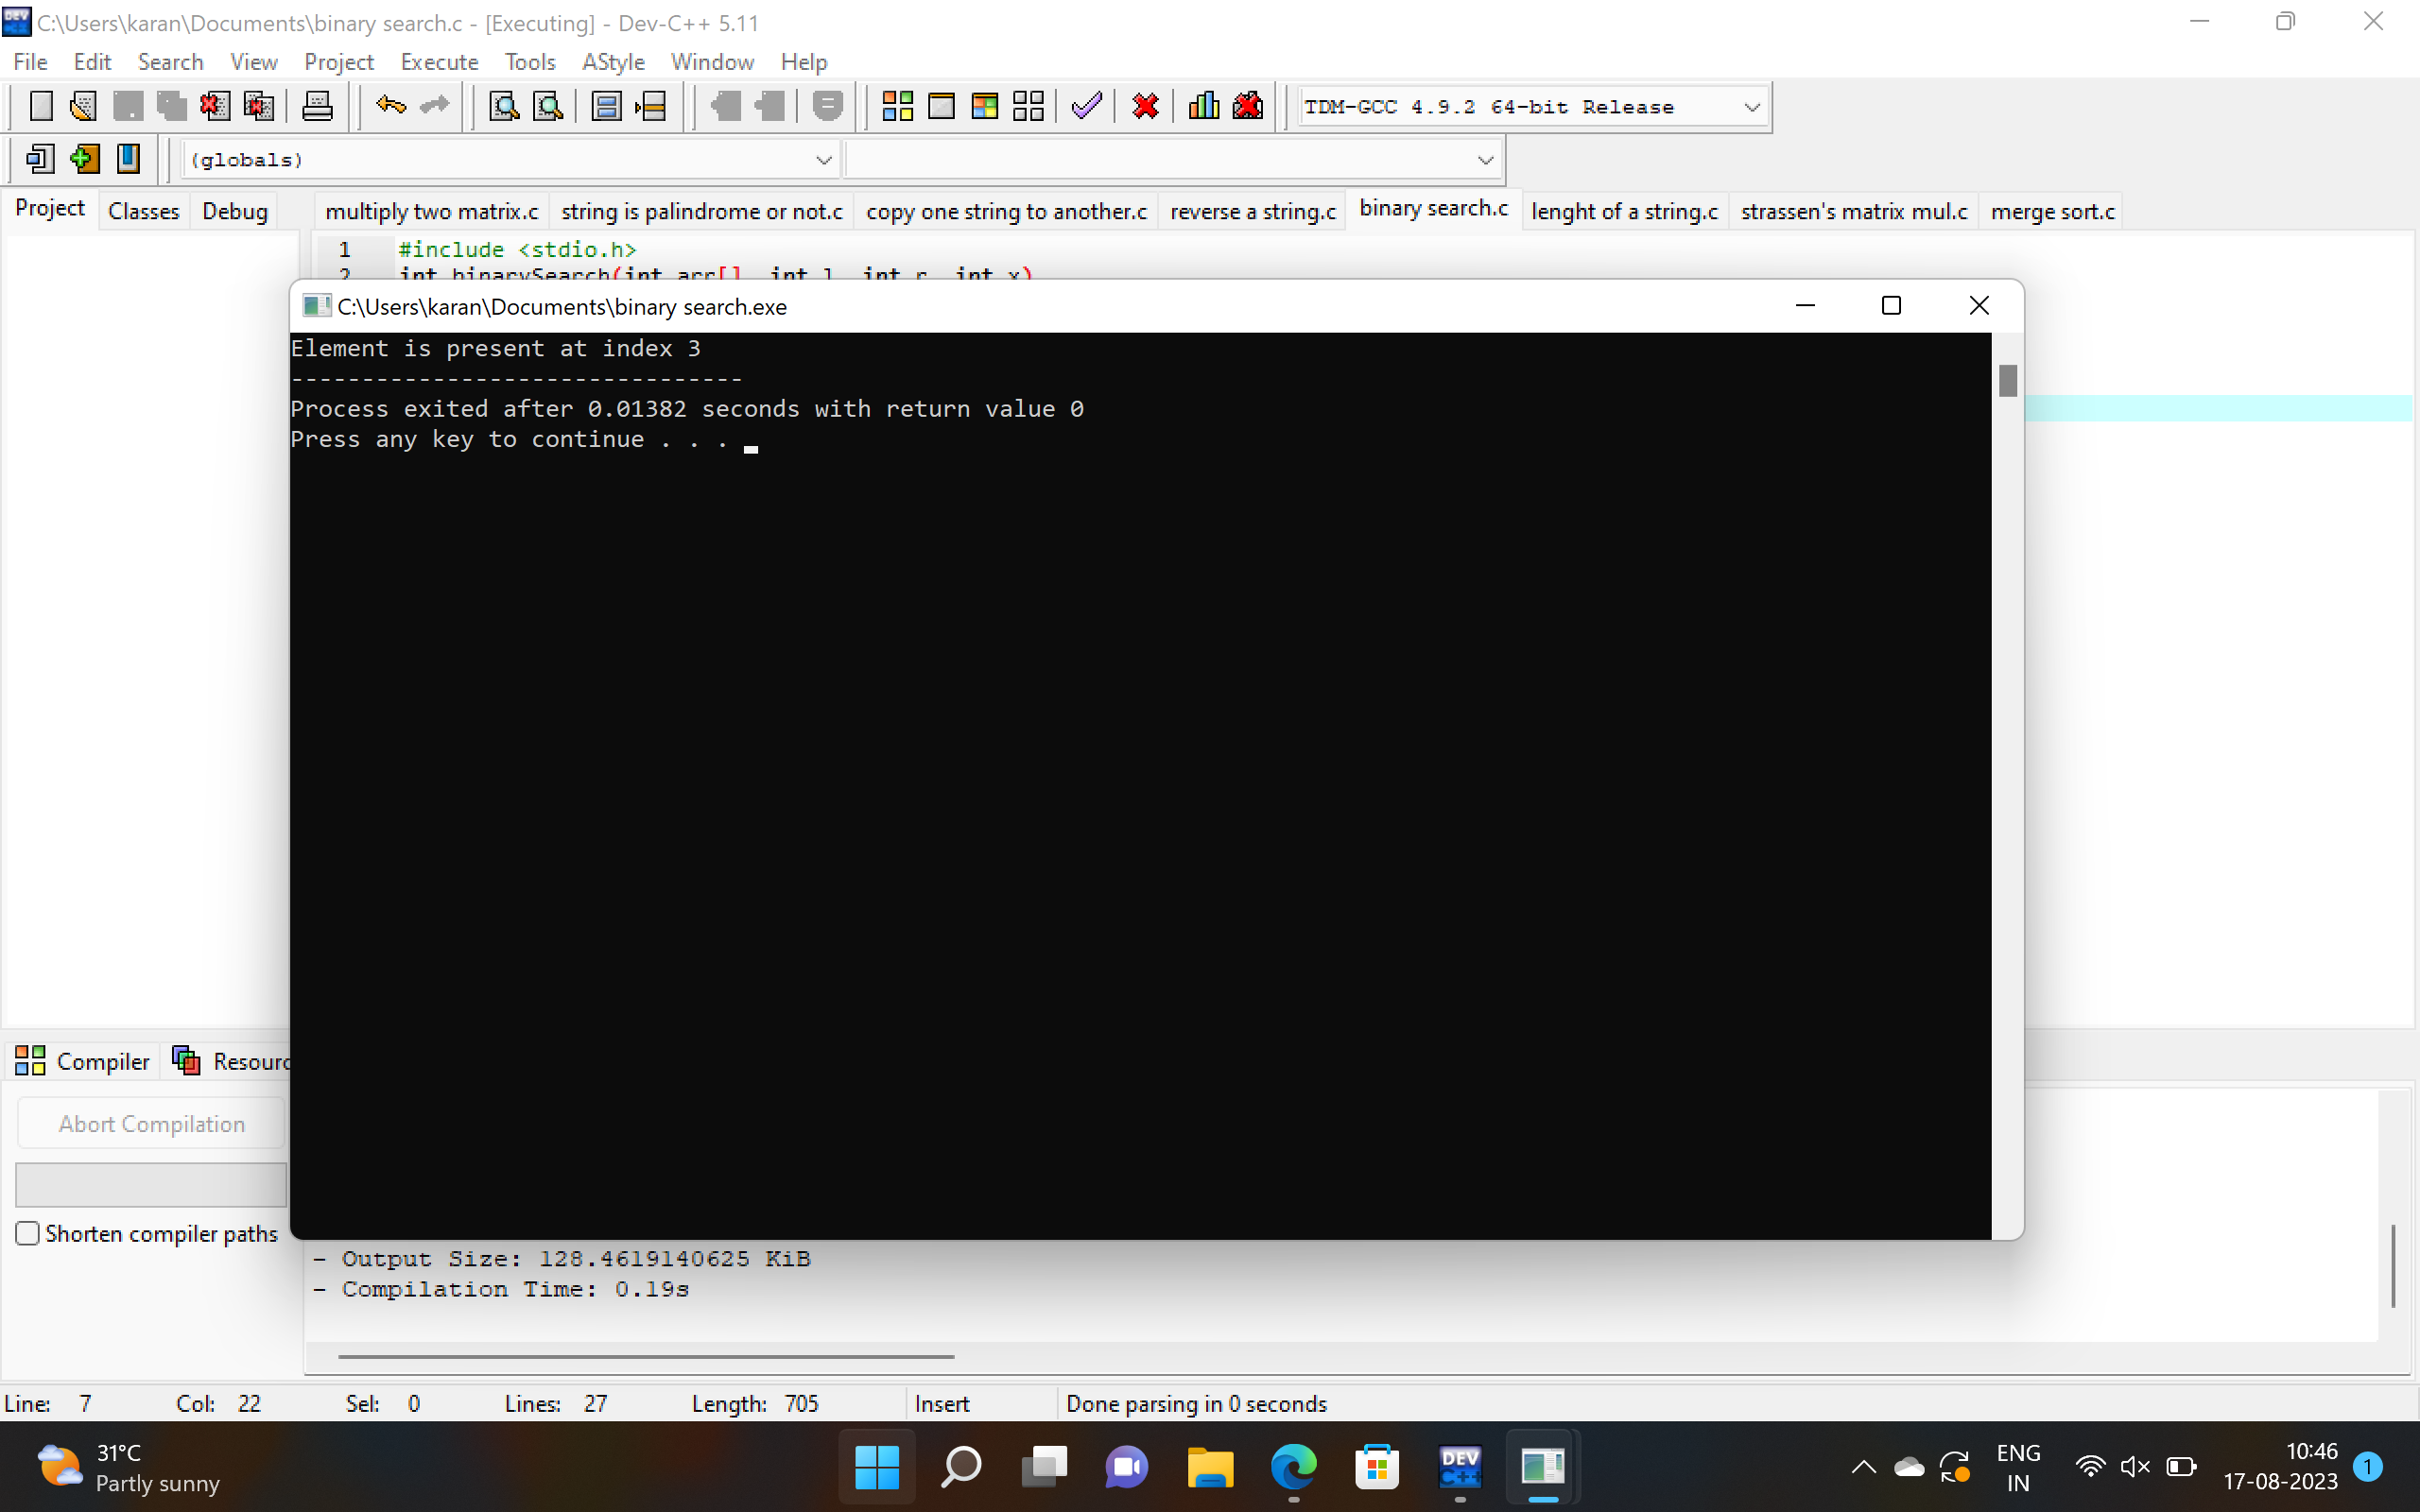 C:\Users\karan\Documents\binary search.c - [Executing] - Dev-C++ 5.11
File Edit Search View Project Execute Tools AStyle Window Help
TDM-GCC 4.9.2 64-bit Release
(globals)
Project Classes Debug multiply two matrix.c string is palindrome or not.c copy one string to another.c reverse a string.c binary search.c lenght of a string.c strassen's matrix mul.c merge sort.c
1 #include <stdio.h>
2 int binarySearch(int arr[], int l, int r, int x)
C:\Users\karan\Documents\binary search.exe
Element is present at index 3
--------------------------------
Process exited after 0.01382 seconds with return value 0
Press any key to continue . . .
Compiler Resourc
Abort Compilation
Shorten compiler paths
- Output Size: 128.4619140625 KiB
- Compilation Time: 0.19s
Line: 7 Col: 22 Sel: 0 Lines: 27 Length: 705 Insert Done parsing in 0 seconds
31°C
Partly sunny
DEV
C++
ENG
IN
10:46
17-08-2023
1